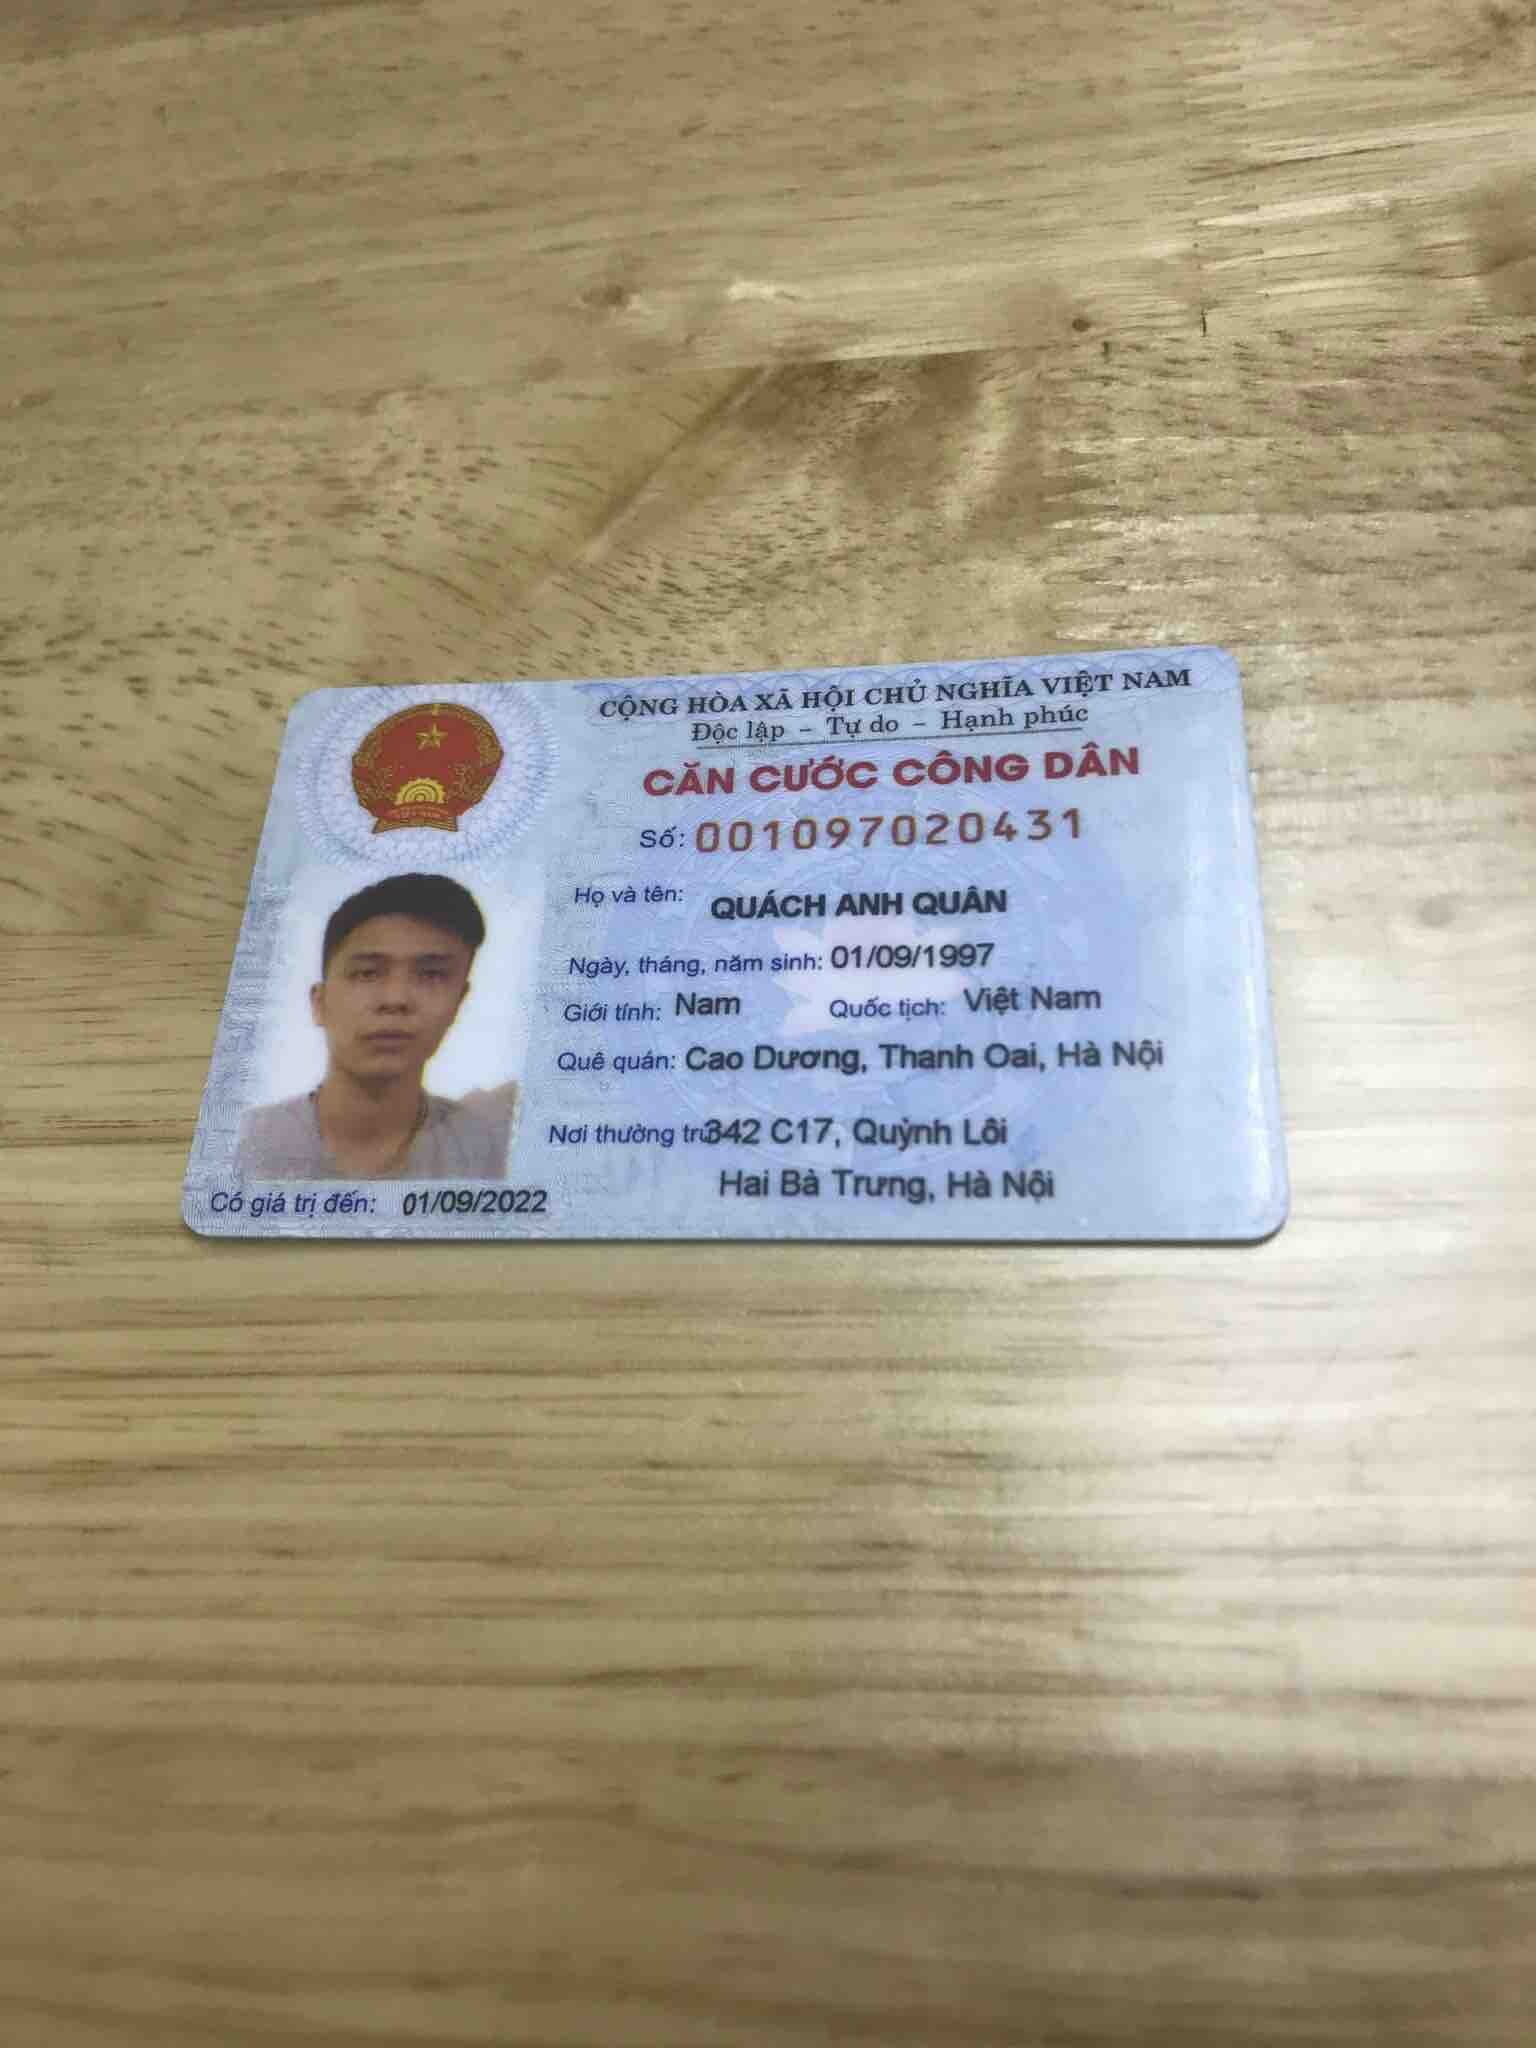 CỘNG HÒA XÃ HỘI CHỦ NGHĨA VIỆT NAM
Độc lập – Tự do – Hạnh phúc
CĂN CƯỚC CÔNG DÂN
Số: 001097020431
Họ và tên: QUÁCH ANH QUÂN
Ngày, tháng, năm sinh: 01/09/1997
Giới tính: Nam Quốc tịch: Việt Nam
Quê quán: Cao Dương, Thanh Oai, Hà Nội
Nơi thường trú: 342 C17, Quỳnh Lôi
Hai Bà Trưng, Hà Nội
Có giá trị đến: 01/09/2022